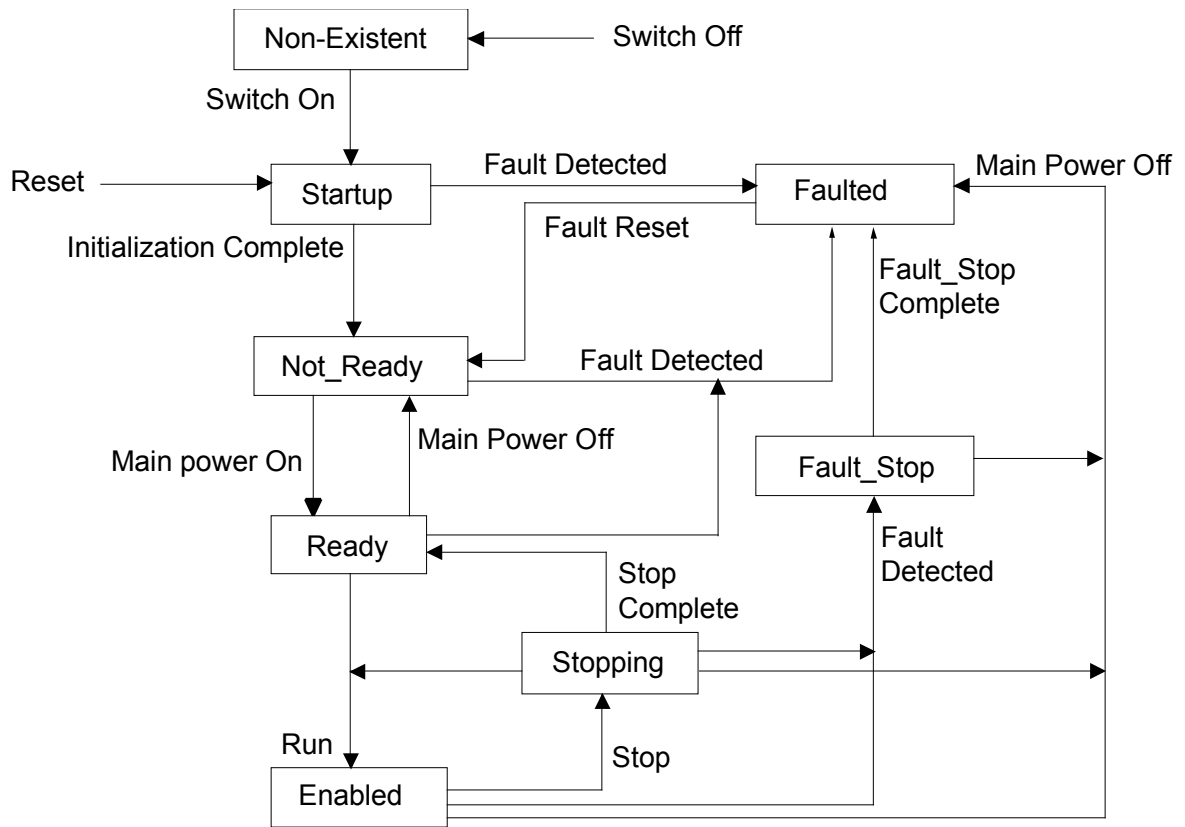 Non-Existent
Switch Off
Switch On
Reset
Startup
Fault Detected
Faulted
Main Power Off
Fault Reset
Initialization Complete
Fault_Stop
Complete
Not_Ready
Fault Detected
Main Power Off
Main power On
Fault_Stop
Ready
Fault
Detected
Stop
Complete
Stopping
Run
Stop
Enabled